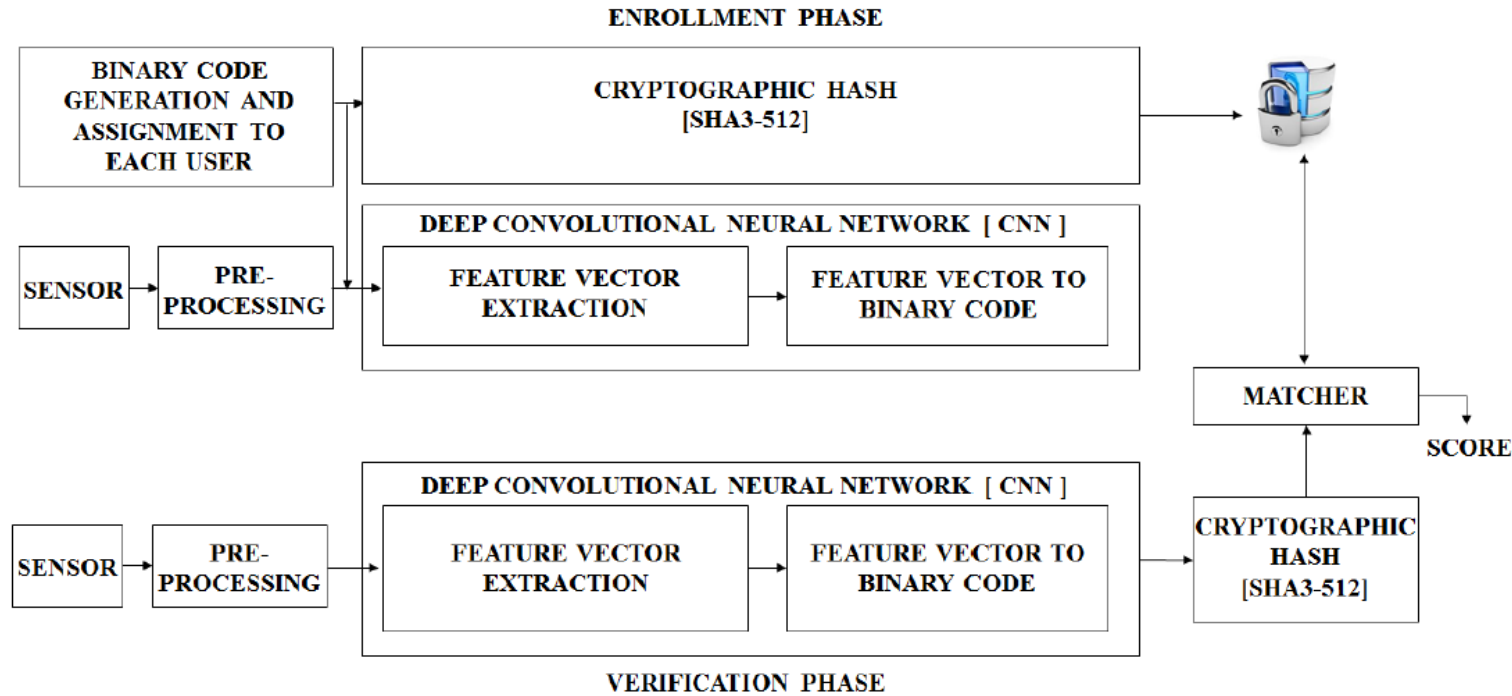 ENROLLMENT PHASE
BINARY CODE
GENERATION AND
ASSIGNMENT TO
EACH USER
CRYPTOGRAPHIC HASH
[SHA3-512]
DEEP CONVOLUTIONAL NEURAL NETWORK [ CNN ]
SENSOR
PRE-
PROCESSING
FEATURE VECTOR
EXTRACTION
FEATURE VECTOR TO
BINARY CODE
MATCHER
SCORE
DEEP CONVOLUTIONAL NEURAL NETWORK [ CNN ]
SENSOR
PRE-
PROCESSING
FEATURE VECTOR
EXTRACTION
FEATURE VECTOR TO
BINARY CODE
CRYPTOGRAPHIC
HASH
[SHA3-512]
VERIFICATION PHASE